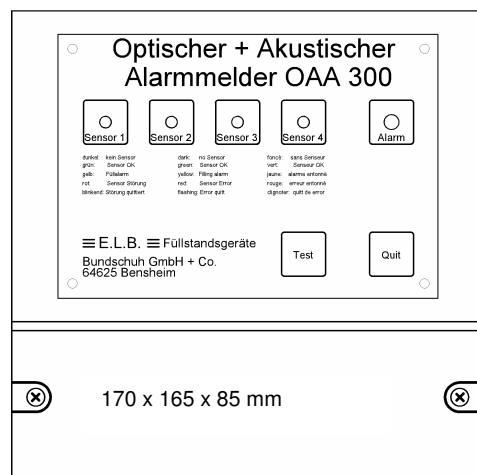 Optischer + Akustischer
Alarmmelder OAA 300
Sensor 1 Sensor 2 Sensor 3 Sensor 4 Alarm
dunkel: kein Sensor dark: no Sensor foncé: sans Senseur
grün: Sensor OK green: Sensor OK vert: Senseur OK
gelb: Füllalarm yellow: Filling alarm jaune: alarme entonné
rot: Sensor Störung red: Sensor Error rouge: erreur entonné
blinkend: Störung quittiert flashing: Error quitt clignoter: quitt de error
E.L.B. Füllstandsgeräte
Bundschuh GmbH + Co.
64625 Bensheim
Test Quit
170 x 165 x 85 mm